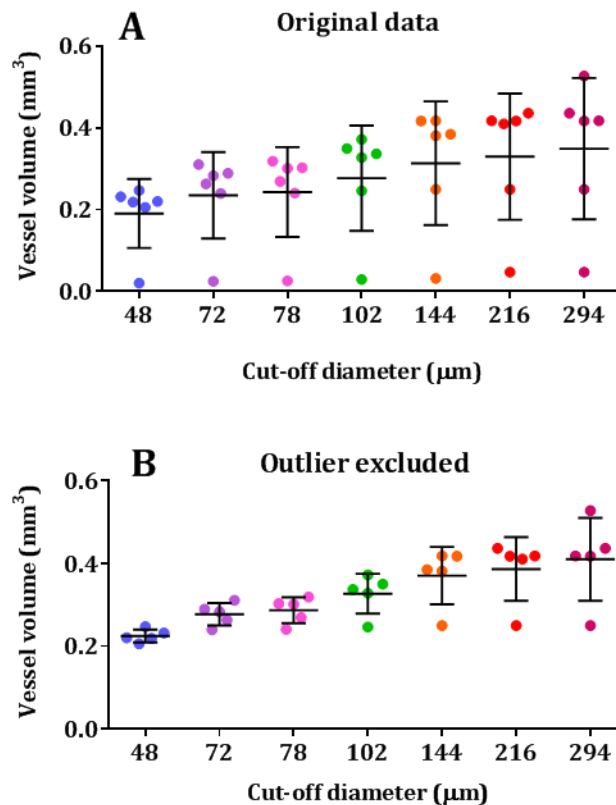 A Original data
Vessel volume (mm³)
0.6
0.4
0.2
0.0
48 72 78 102 144 216 294
Cut-off diameter (μm)
B Outlier excluded
Vessel volume (mm³)
0.6
0.4
0.2
0.0
48 72 78 102 144 216 294
Cut-off diameter (μm)